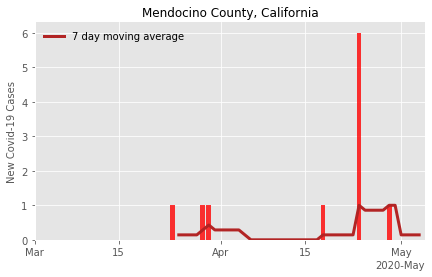 Mendocino County, California
7 day moving average
New Covid-19 Cases
6
5
4
3
2
1
0
Mar
15
Apr
15
May
2020-May